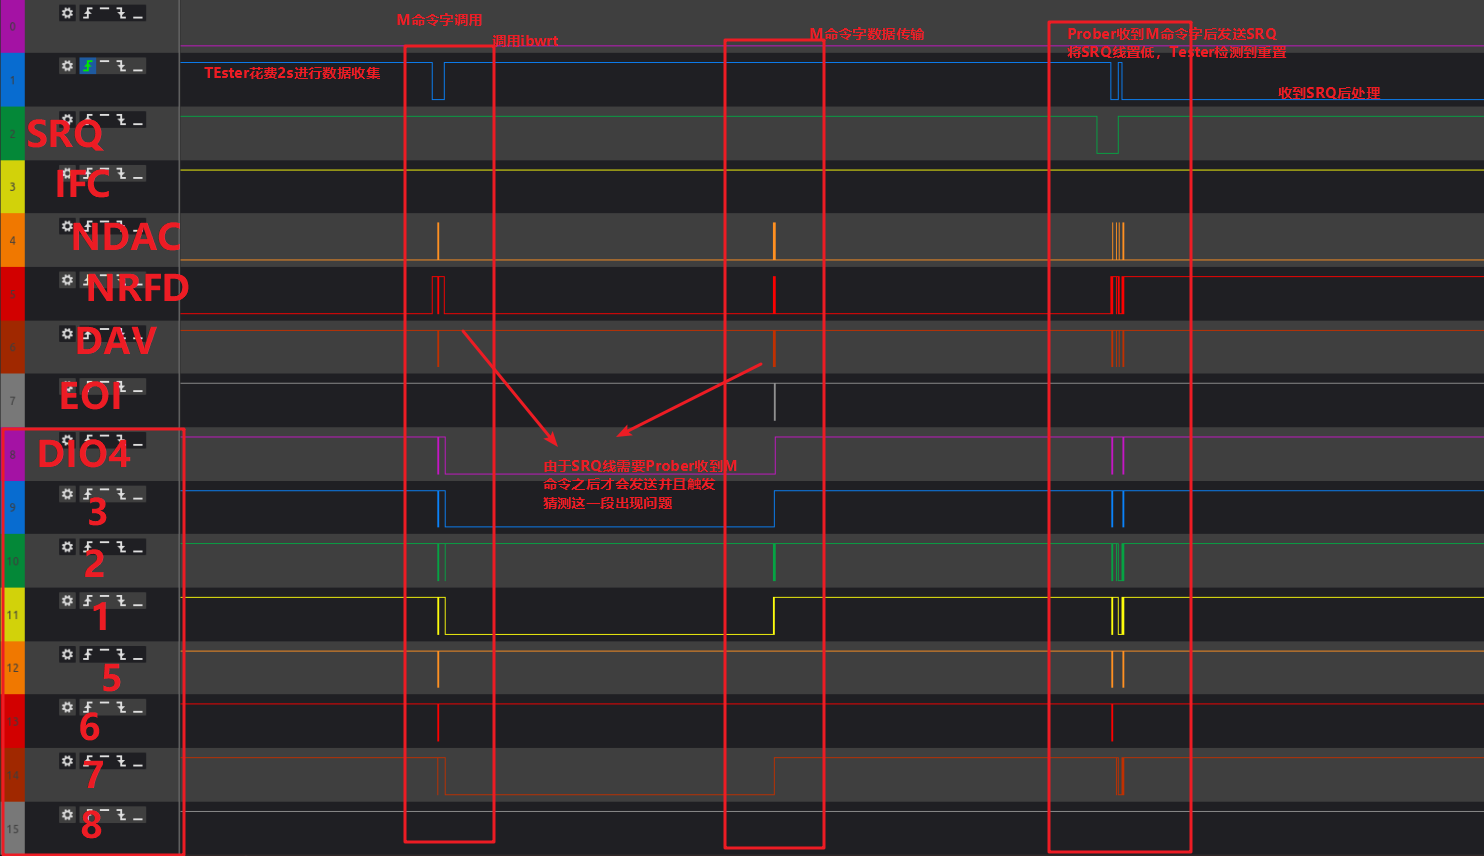 M命令字调用
调用ibwrt
M命令字数据传输
Prober收到M命令字后发送SRQ
将SRQ线置低，Tester检测到重置
TEster花费2s进行数据收集
收到SRQ后处理
0
1
2
SRQ
3
IFC
4
NDAC
5
NRFD
6
DAV
7
EOI
8
DIO4
由于SRQ线需要Prober收到M
命令之后才会发送并且触发
猜测这一段出现问题
9
3
10
2
11
1
12
5
6
14
7
15
8